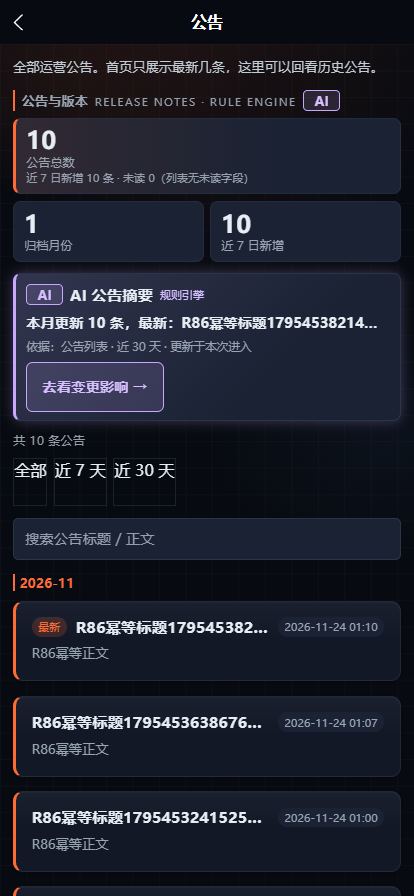 公告
全部运营公告。首页只展示最新几条，这里可以回看历史公告。
公告与版本 RELEASE NOTES · RULE ENGINE AI
10
公告总数
近 7 日新增 10 条 · 未读 0（列表无未读字段）
1
归档月份
10
近 7 日新增
AI AI 公告摘要 规则引擎
本月更新 10 条，最新：R86幂等标题17954538214...
依据：公告列表 · 近 30 天 · 更新于本次进入
去看变更影响 →
共 10 条公告
全部 近 7 天 近 30 天
搜索公告标题 / 正文
2026-11
最新 R86幂等标题179545382... 2026-11-24 01:10
R86幂等正文
R86幂等标题1795453638676... 2026-11-24 01:07
R86幂等正文
R86幂等标题1795453241525... 2026-11-24 01:00
R86幂等正文